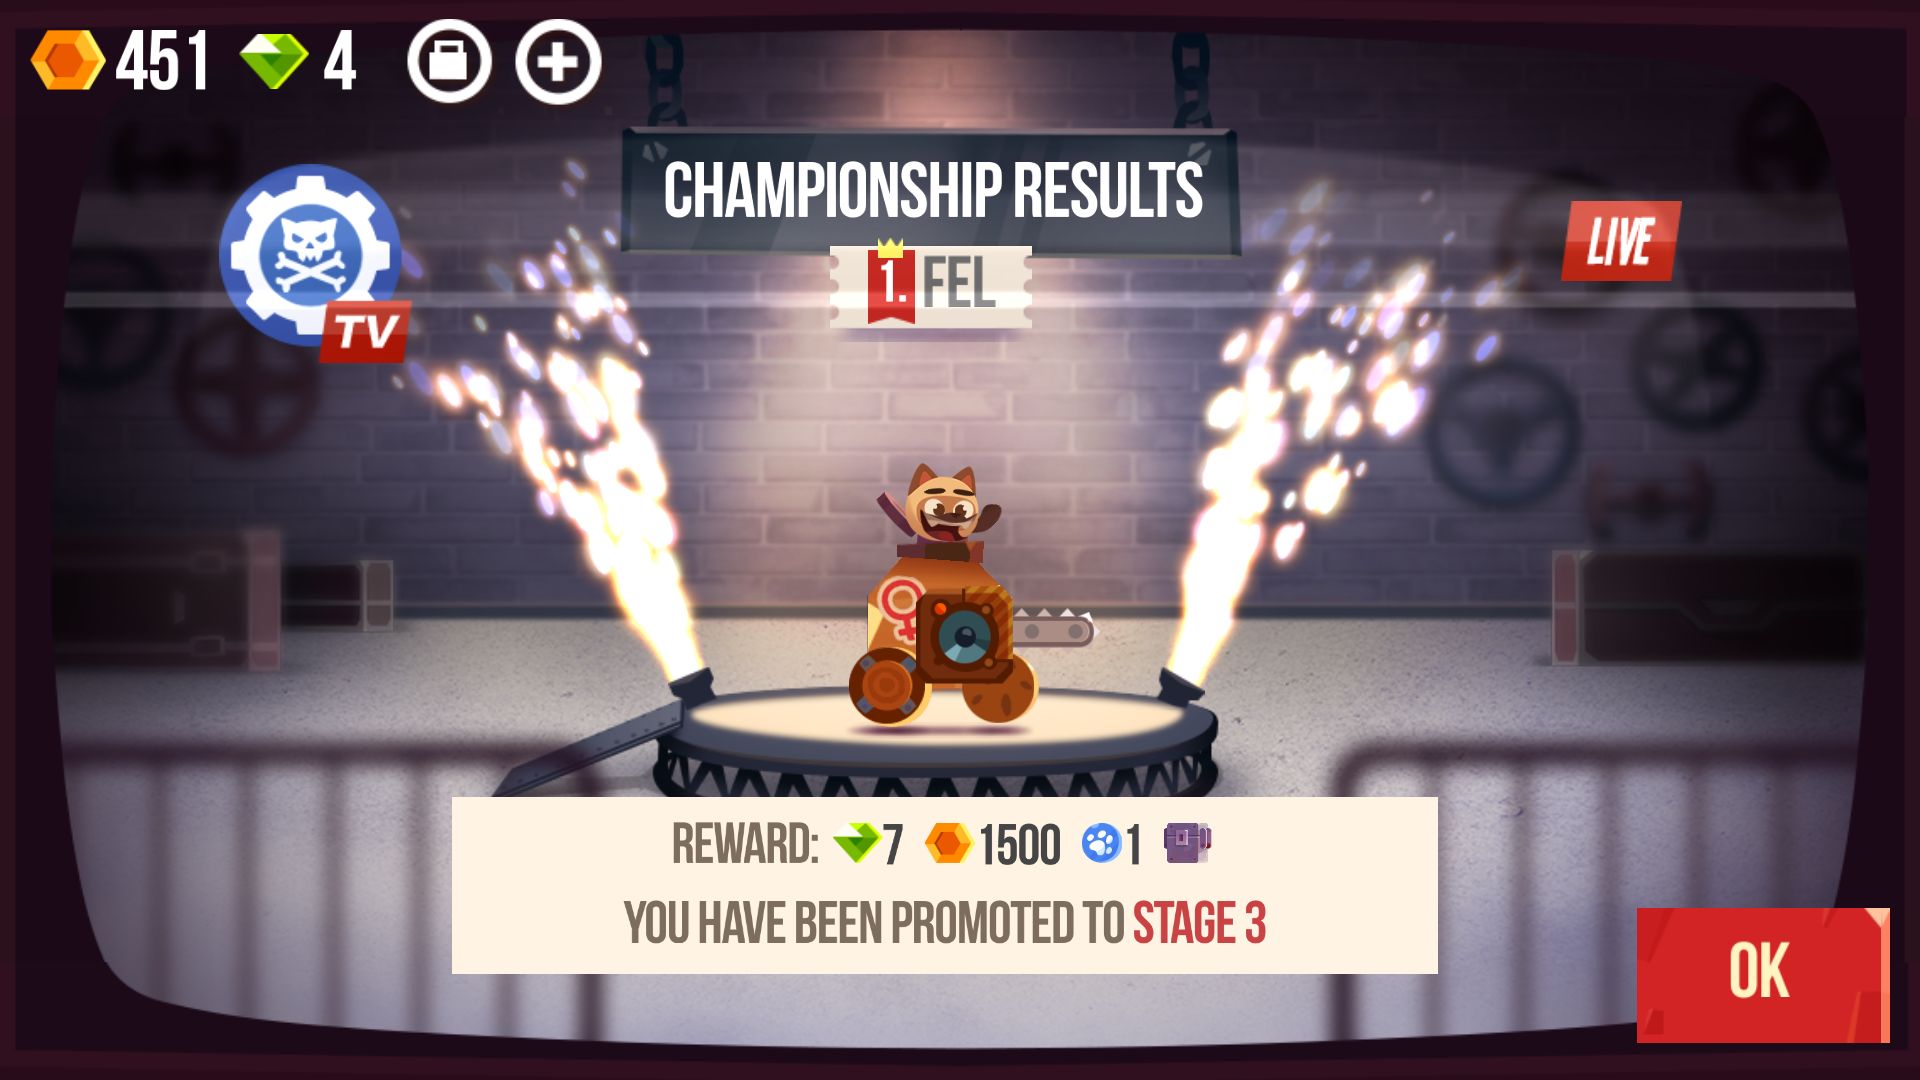 451 4
CHAMPIONSHIP RESULTS
1. FEL
LIVE
TV
REWARD: 7 1500 1
YOU HAVE BEEN PROMOTED TO STAGE 3
OK